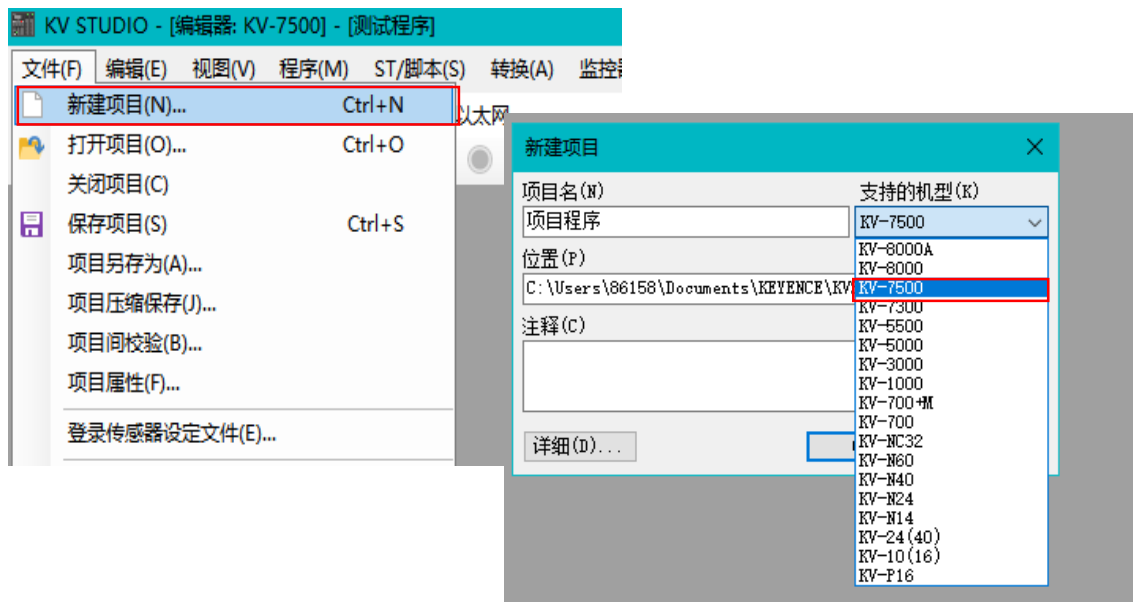 KV STUDIO - [编辑器: KV-7500] - [测试程序]
文件(F) 编辑(E) 视图(V) 程序(M) ST/脚本(S) 转换(A)
新建项目(N)... Ctrl+N
以太网
打开项目(O)... Ctrl+O
关闭项目(C)
保存项目(S) Ctrl+S
项目另存为(A)...
项目压缩保存(J)...
项目间校验(B)...
项目属性(F)...
登录传感器设定文件(E)...
新建项目
项目名(N) 支持的机型(K)
项目程序 KV-7500
位置(P)
C:\Users\86158\Documents\KEYENCE\KV
注释(C)
详细(D)...
KV-8000A
KV-8000
KV-7500
KV-7300
KV-5500
KV-5000
KV-3000
KV-1000
KV-700+M
KV-700
KV-NC32
KV-N60
KV-N40
KV-N24
KV-N14
KV-24(40)
KV-10(16)
KV-P16